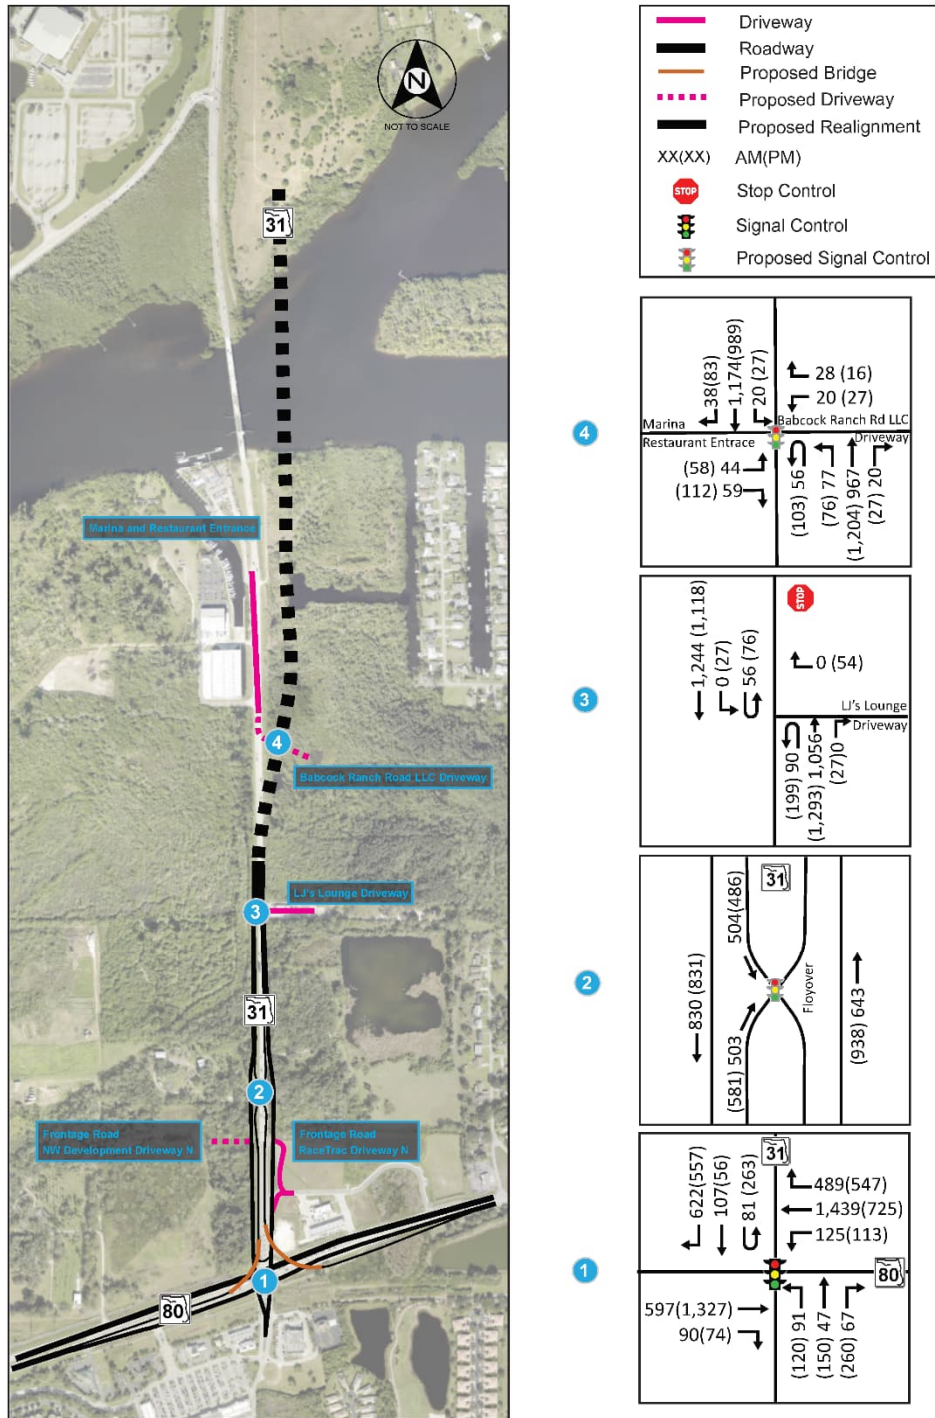 N
NOT TO SCALE
31
Marina and Restaurant Entrance
4
Babcock Ranch Road LLC Driveway
LJ's Lounge Driveway
3
31
2
Frontage Road
NW Development Driveway N
Frontage Road
RaceTrac Driveway N
1
80
Driveway
Roadway
Proposed Bridge
Proposed Driveway
Proposed Realignment
XX(XX) AM(PM)
STOP Stop Control
Signal Control
Proposed Signal Control
4
38(83)
1,174(989)
20 (27)
28 (16)
20 (27)
Marina
Restaurant Entrace
Babcock Ranch Rd LLC
Driveway
(58) 44
(112) 59
(103) 56
(76) 77
(1,204) 967
(27) 20
3
1,244 (1,118)
0 (27)
56 (76)
STOP
0 (54)
LJ's Lounge
Driveway
(199) 90
(1,293) 1,056
(27)0
2
31
504(486)
830 (831)
Floyover
(581) 503
(938) 643
1
31
622(557)
107(56)
81 (263)
489(547)
1,439(725)
125(113)
80
597(1,327)
90(74)
(120) 91
(150) 47
(260) 67